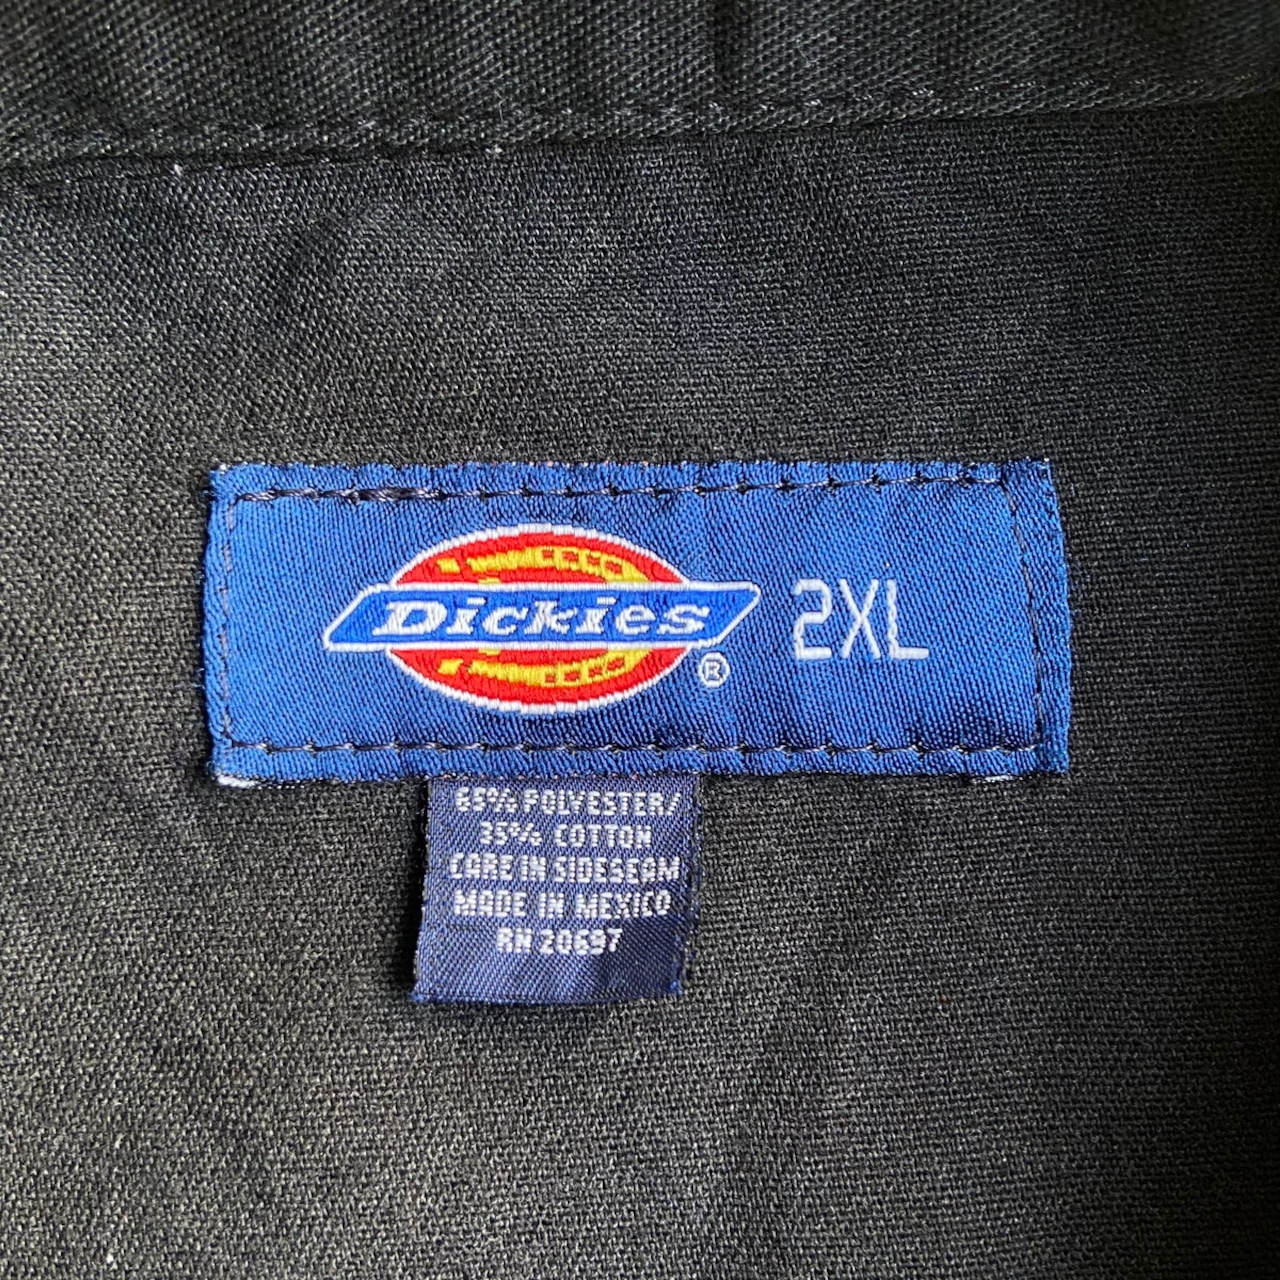 Dickies
®
2XL
65% POLYESTER/
35% COTTON
CARE IN SIDESEAM
MADE IN MEXICO
RN 20697